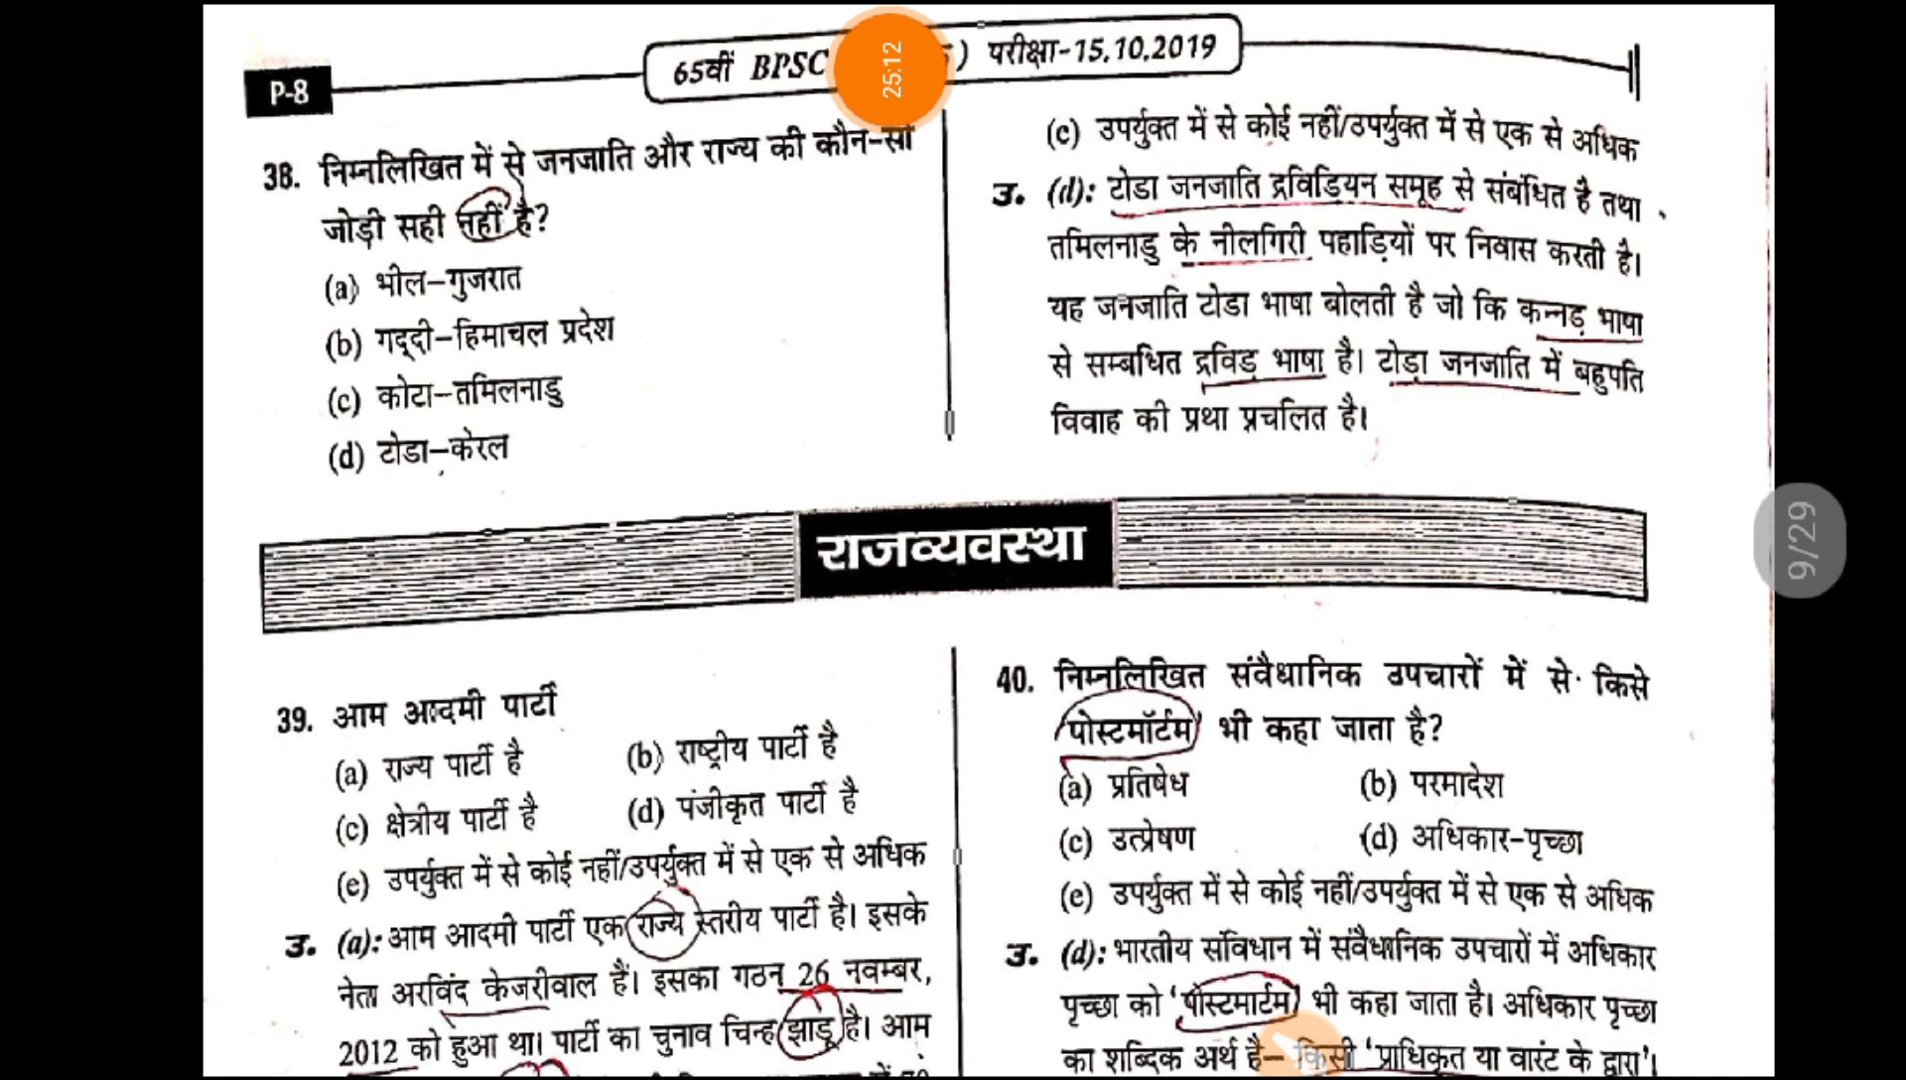 P-8
65वीं BPSC ) परीक्षा-15.10.2019
25:12
38. निम्नलिखित में से जनजाति और राज्य की कौन-सी
जोड़ी सही नहीं है?
(a) भील-गुजरात
(b) गद्दी-हिमाचल प्रदेश
(c) कोटा-तमिलनाडु
(d) टोडा-केरल
(c) उपर्युक्त में से कोई नहीं/उपर्युक्त में से एक से अधिक
उ. (d): टोडा जनजाति द्रविड़ियन समूह से संबंधित है तथा
तमिलनाडु के नीलगिरी पहाड़ियों पर निवास करती है।
यह जनजाति टोडा भाषा बोलती है जो कि कन्नड़ भाषा
से सम्बधित द्रविड़ भाषा है। टोडा जनजाति में बहुपति
विवाह की प्रथा प्रचलित है।
9/29
राजव्यवस्था
39. आम आदमी पार्टी
(a) राज्य पार्टी है (b) राष्ट्रीय पार्टी है
(c) क्षेत्रीय पार्टी है (d) पंजीकृत पार्टी है
(e) उपर्युक्त में से कोई नहीं/उपर्युक्त में से एक से अधिक
उ. (a): आम आदमी पार्टी एक राज्य स्तरीय पार्टी है। इसके
नेता अरविंद केजरीवाल हैं। इसका गठन 26 नवम्बर,
2012 को हुआ था। पार्टी का चुनाव चिन्ह झाड़ू है। आम
40. निम्नलिखित संवैधानिक उपचारों में से किसे
'पोस्टमॉर्टम' भी कहा जाता है?
(a) प्रतिषेध (b) परमादेश
(c) उत्प्रेषण (d) अधिकार-पृच्छा
(e) उपर्युक्त में से कोई नहीं/उपर्युक्त में से एक से अधिक
उ. (d): भारतीय संविधान में संवैधानिक उपचारों में अधिकार
पृच्छा को 'पोस्टमार्टम' भी कहा जाता है। अधिकार पृच्छा
का शब्दिक अर्थ है- किसी 'प्राधिकृत या वारंट के द्वारा'।